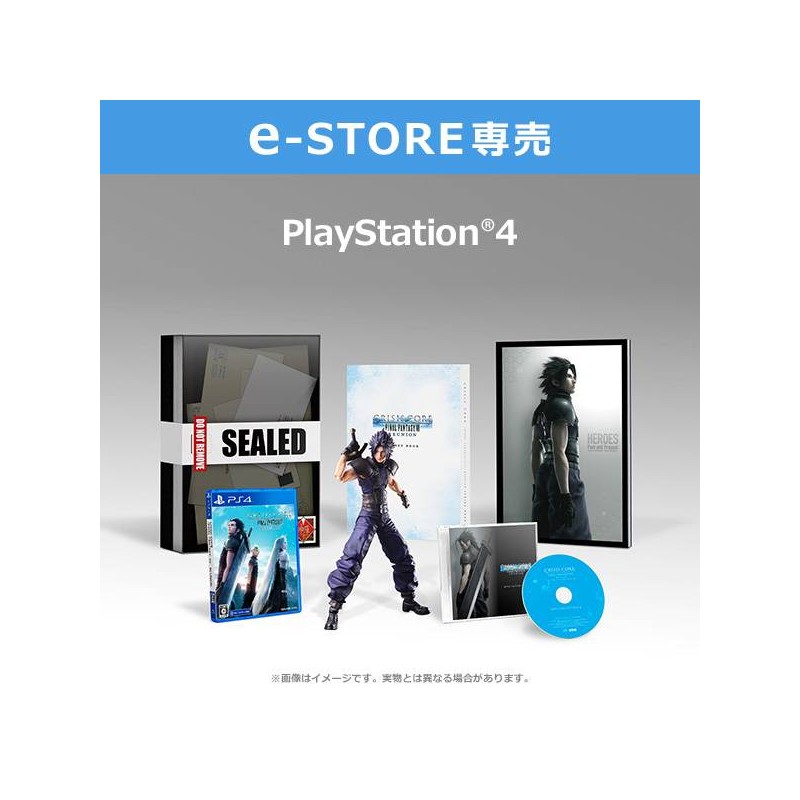 e-STORE専売
PlayStation®4
DO NOT REMOVE
SEALED
CRISIS CORE
FINAL FANTASY VII
REUNION
HEROES
PS4
CRISIS CORE
※画像はイメージです。実物とは異なる場合があります。